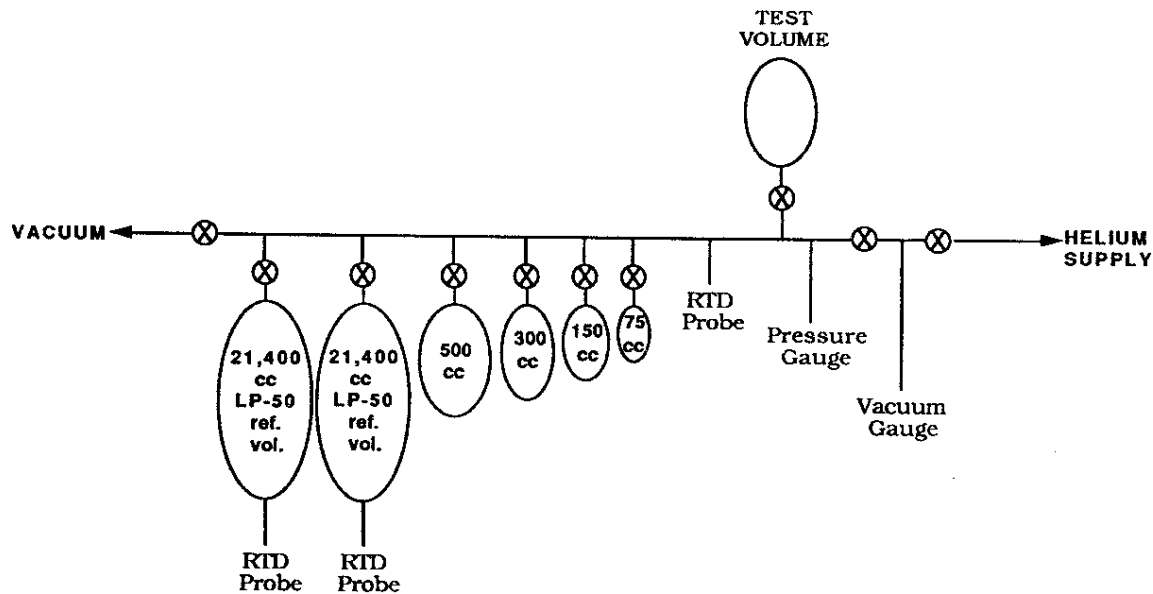 TEST
VOLUME
VACUUM
HELIUM
SUPPLY
21,400
cc
LP-50
ref.
vol.
21,400
cc
LP-50
ref.
vol.
500
cc
300
cc
150
cc
75
cc
RTD
Probe
Pressure
Gauge
Vacuum
Gauge
RTD
Probe
RTD
Probe